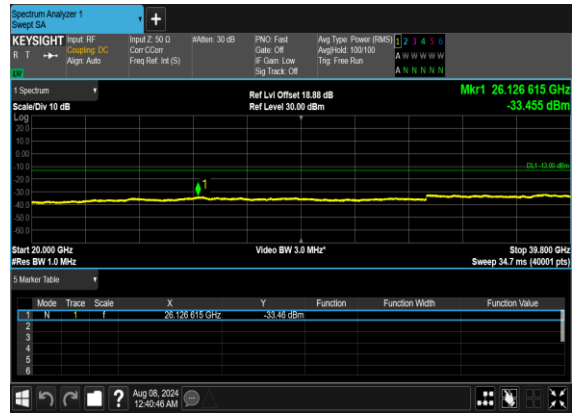 Spectrum Analyzer 1
Swept SA
+
KEYSIGHT Input: RF Input Z: 50 Ω #Atten: 30 dB PNO: Fast Avg Type: Power (RMS) 1 2 3 4 5 6
R T Coupling: DC Corr CCorr Gate: Off Avg|Hold: 100/100 A W W W W W
Align: Auto Freq Ref: Int (S) IF Gain: Low Trig: Free Run
Sig Track: Off A N N N N N
1 Spectrum
Scale/Div 10 dB
Ref Lvl Offset 18.88 dB
Ref Level 30.00 dBm
Mkr1 26.126 615 GHz
-33.455 dBm
Log
20.0
10.0
0.00
-10.0
DL1 -13.00 dBm
-20.0
1
-30.0
-40.0
-50.0
-60.0
Start 20.000 GHz Video BW 3.0 MHz* Stop 39.800 GHz
#Res BW 1.0 MHz Sweep 34.7 ms (40001 pts)
5 Marker Table
Mode Trace Scale X Y Function Function Width Function Value
1 N 1 f 26.126 615 GHz -33.46 dBm
2
3
4
5
6
? Aug 08, 2024
12:40:46 AM